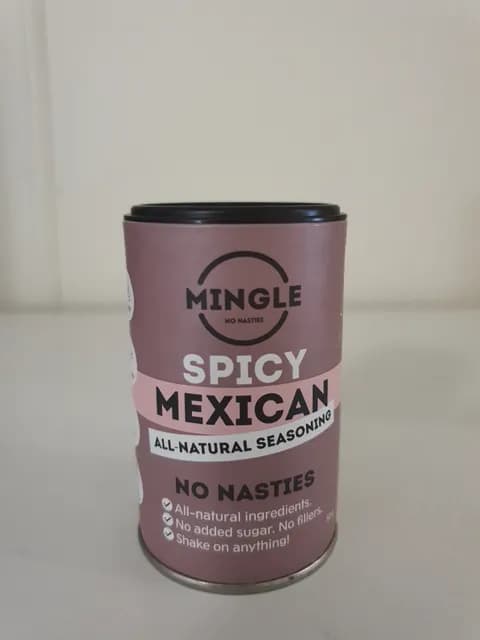 MINGLE
NO NASTIES
SPICY
MEXICAN
ALL-NATURAL SEASONING
NO NASTIES
All-natural ingredients.
No added sugar. No fillers.
Shake on anything!